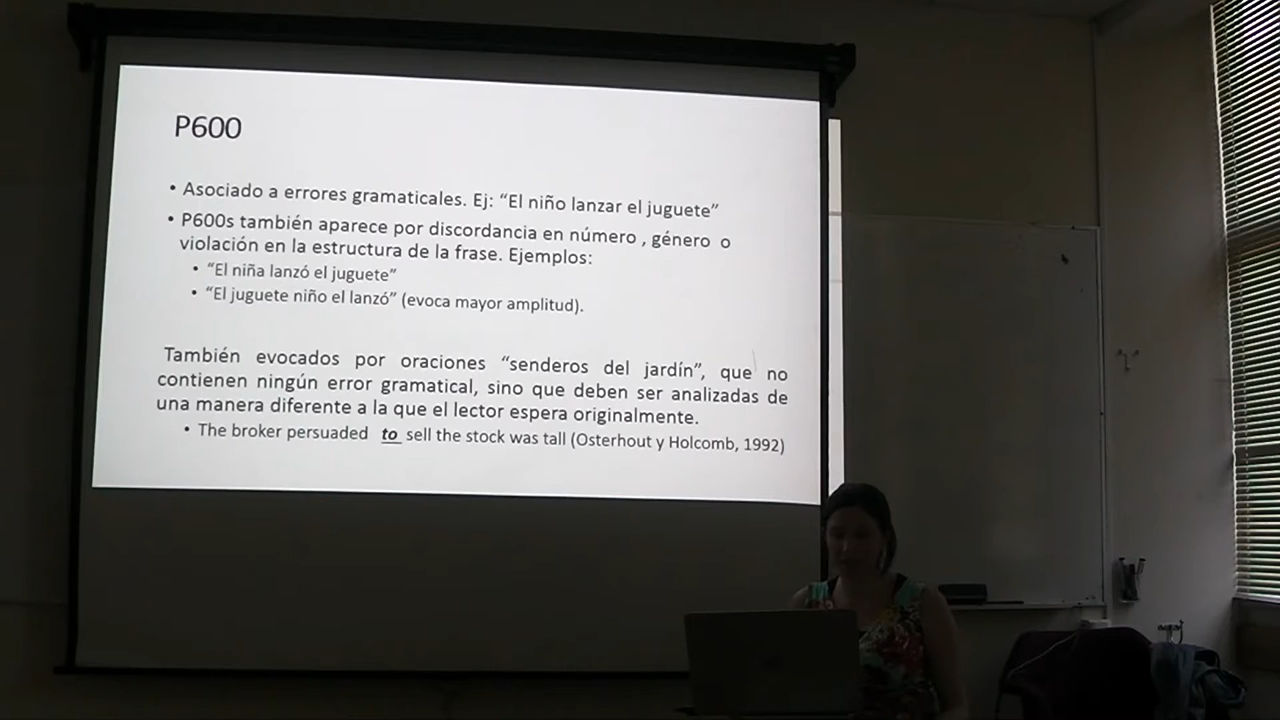 P600
• Asociado a errores gramaticales. Ej: “El niño lanzar el juguete”
• P600s también aparece por discordancia en número , género o
violación en la estructura de la frase. Ejemplos:
• “El niña lanzó el juguete”
• “El juguete niño el lanzó” (evoca mayor amplitud).
También evocados por oraciones “senderos del jardín”, que no
contienen ningún error gramatical, sino que deben ser analizadas de
una manera diferente a la que el lector espera originalmente.
• The broker persuaded to sell the stock was tall (Osterhout y Holcomb, 1992)